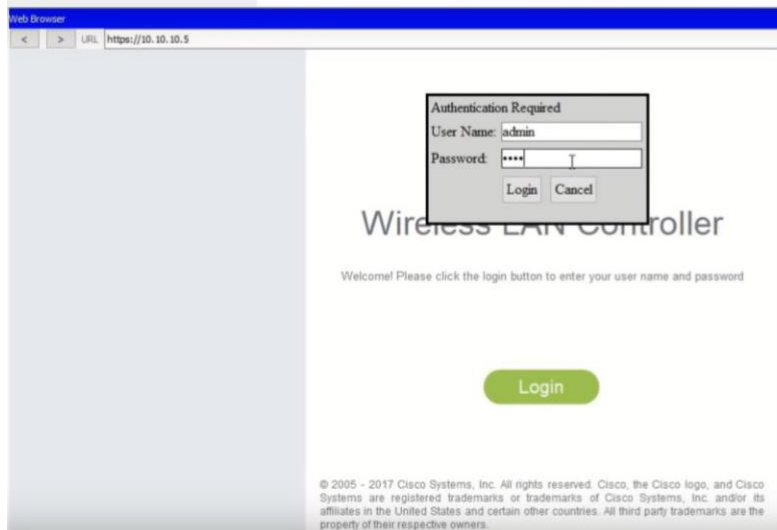 Web Browser
< > URL https://10.10.10.5
Authentication Required
User Name: admin
Password: ••••
Login Cancel
Wireless LAN Controller
Welcome! Please click the login button to enter your user name and password
Login
© 2005 - 2017 Cisco Systems, Inc. All rights reserved. Cisco, the Cisco logo, and Cisco
Systems are registered trademarks or trademarks of Cisco Systems, Inc. and/or its
affiliates in the United States and certain other countries. All third party trademarks are the
property of their respective owners.